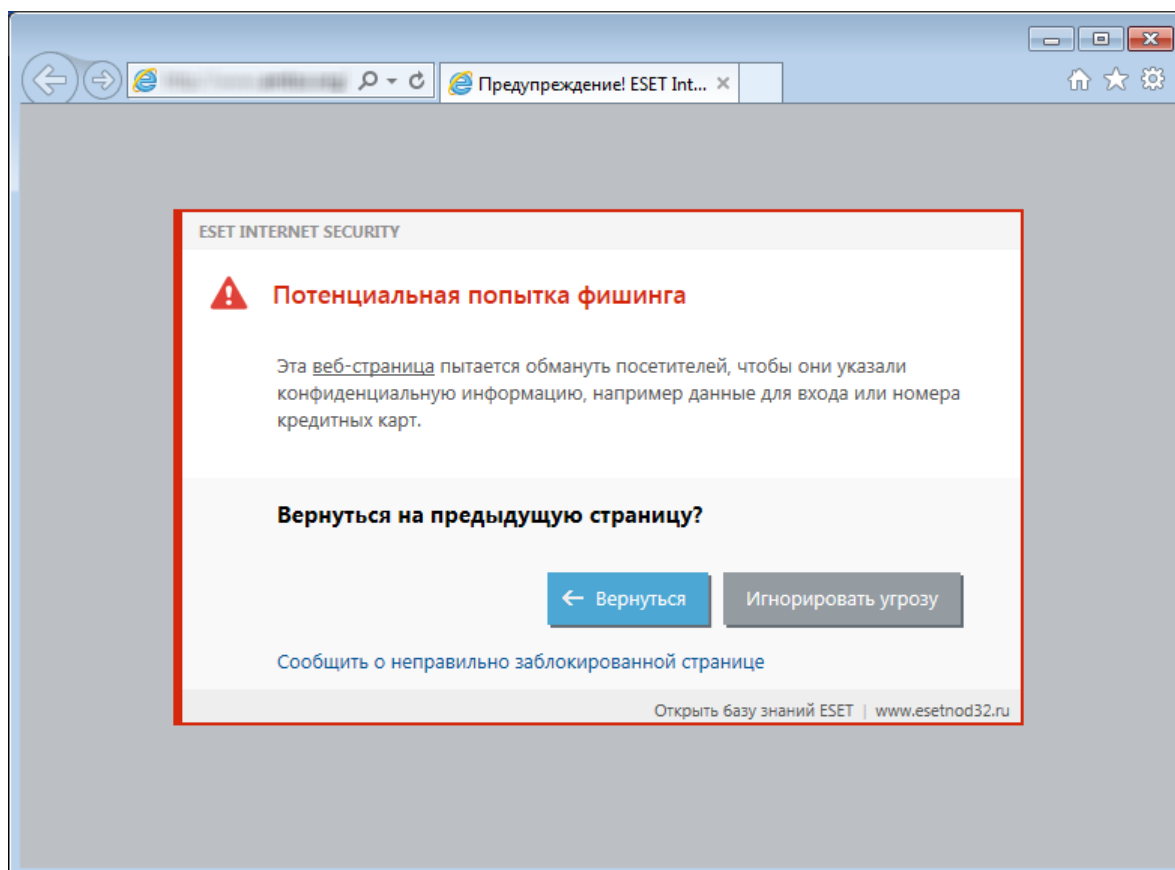 Предупреждение! ESET Int...
ESET INTERNET SECURITY
Потенциальная попытка фишинга
Эта веб-страница пытается обмануть посетителей, чтобы они указали
конфиденциальную информацию, например данные для входа или номера
кредитных карт.
Вернуться на предыдущую страницу?
Вернуться
Игнорировать угрозу
Сообщить о неправильно заблокированной странице
Открыть базу знаний ESET | www.esetnod32.ru